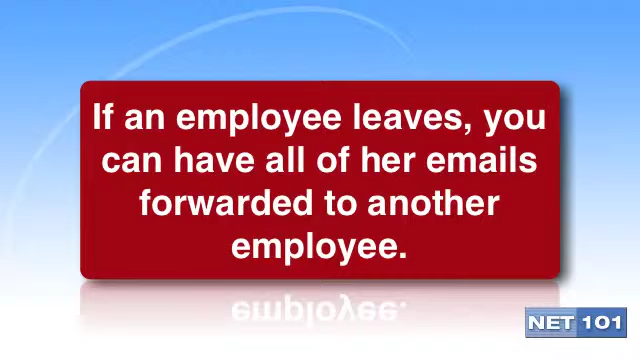 If an employee leaves, you
can have all of her emails
forwarded to another
employee.
employee.
NET 101